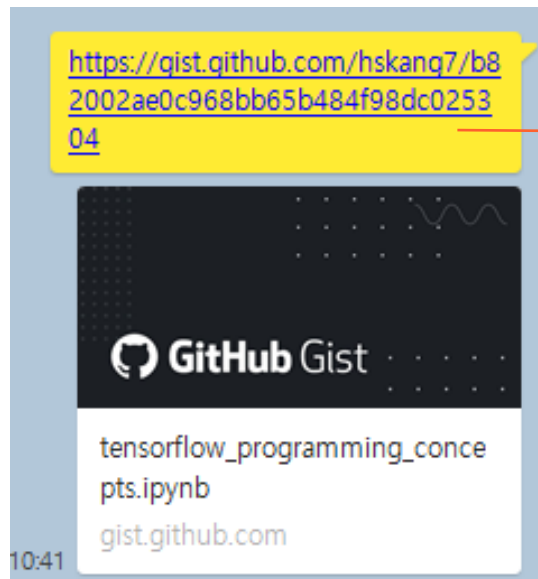 https://gist.github.com/hskang7/b8
2002ae0c968bb65b484f98dc0253
04
GitHub Gist
tensorflow_programming_conce
pts.ipynb
gist.github.com
10:41